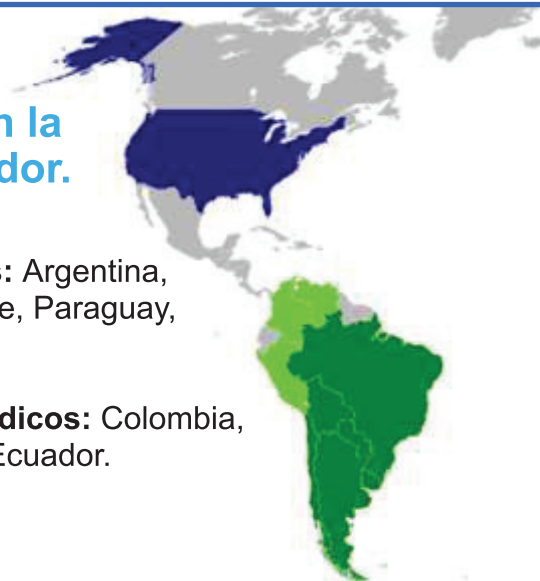 n la
dor.
s: Argentina,
e, Paraguay,
dicos: Colombia,
Ecuador.